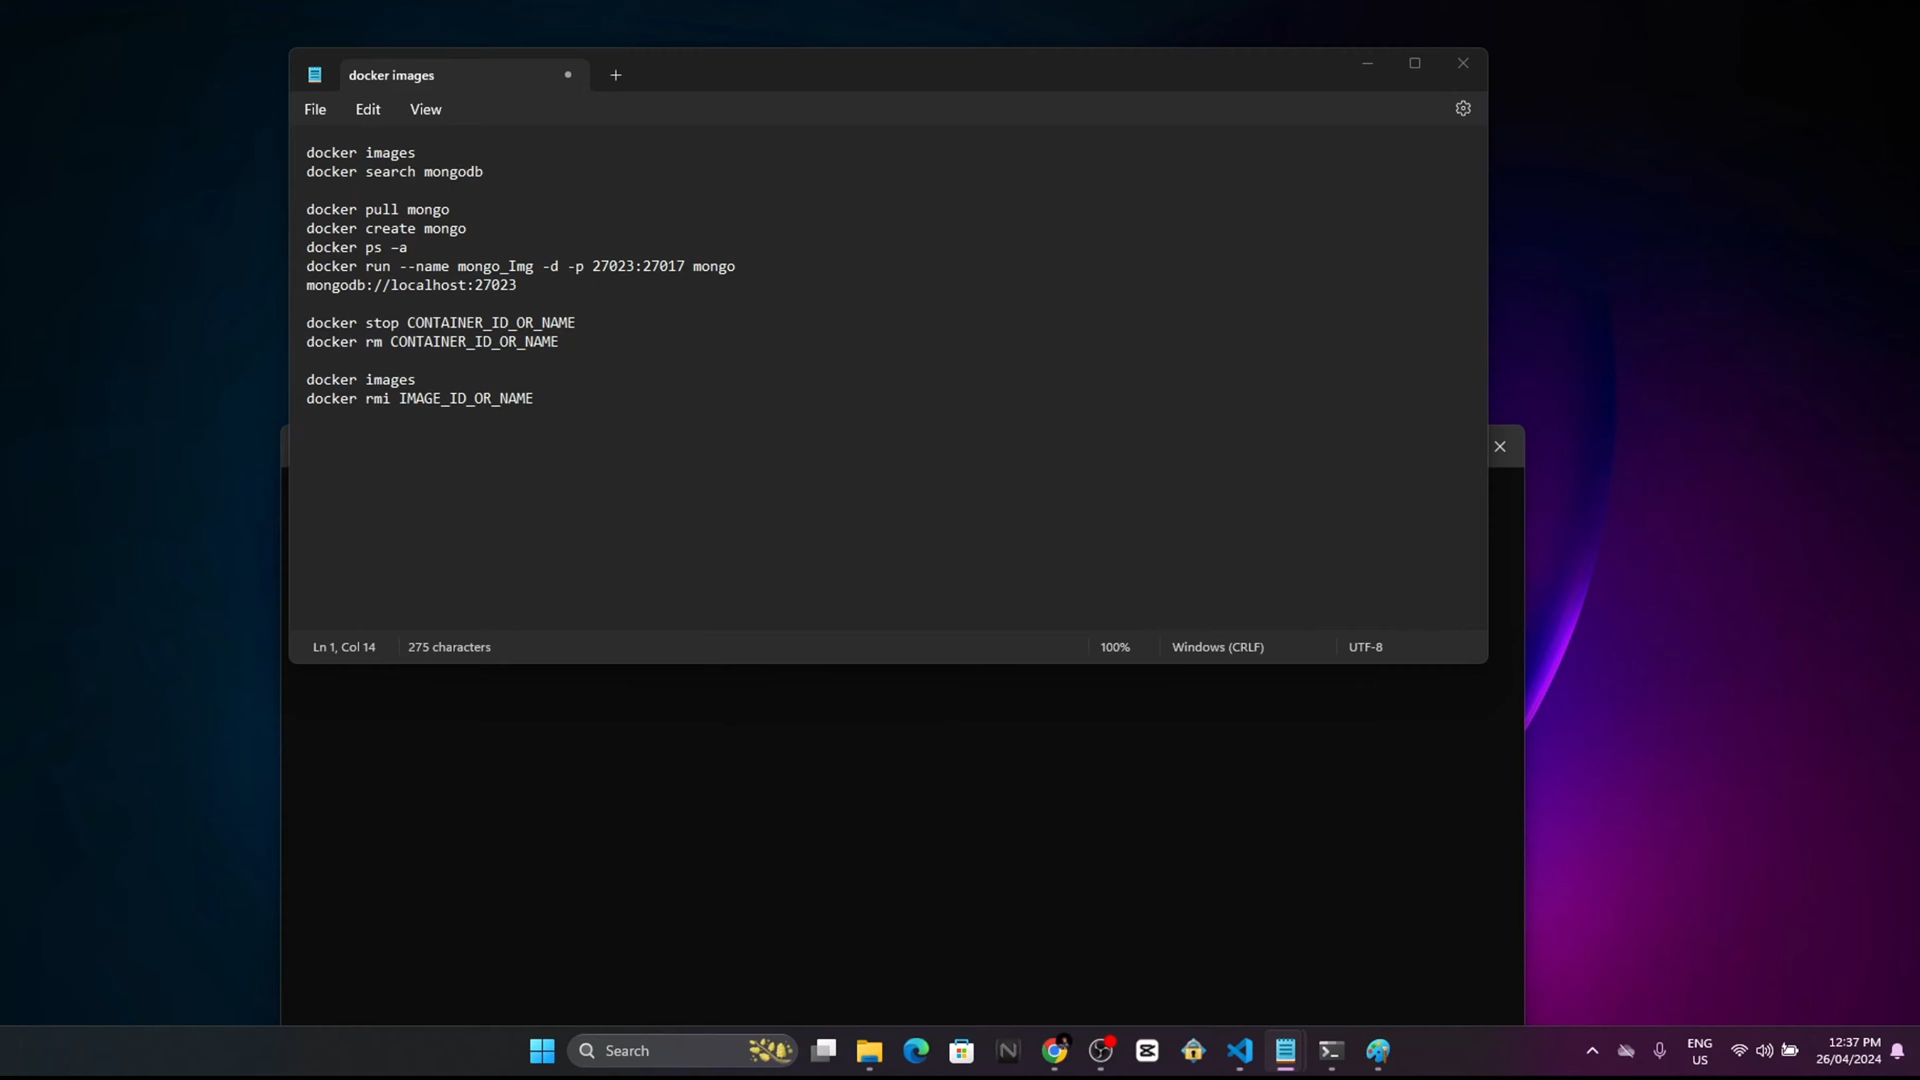 docker images
File Edit View
docker images
docker search mongodb
docker pull mongo
docker create mongo
docker ps –a
docker run --name mongo_Img -d -p 27023:27017 mongo
mongodb://localhost:27023
docker stop CONTAINER_ID_OR_NAME
docker rm CONTAINER_ID_OR_NAME
docker images
docker rmi IMAGE_ID_OR_NAME
Ln 1, Col 14 275 characters 100% Windows (CRLF) UTF-8
Search
ENG
US
12:37 PM
26/04/2024